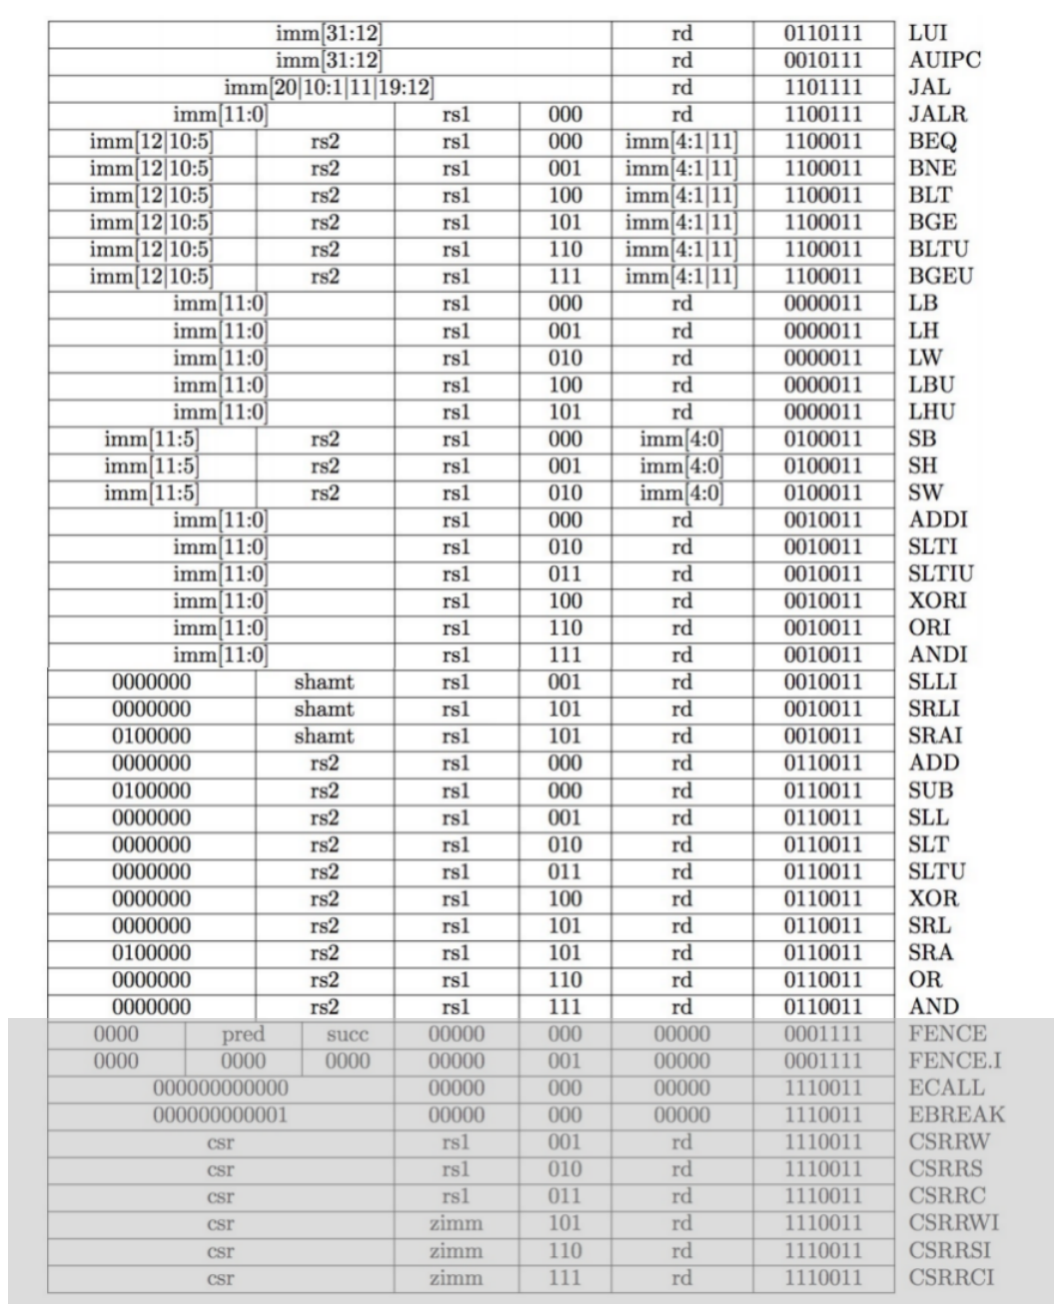 imm[31:12] rd 0110111 LUI
imm[31:12] rd 0010111 AUIPC
imm[20|10:1|11|19:12] rd 1101111 JAL
imm[11:0] rs1 000 rd 1100111 JALR
imm[12|10:5] rs2 rs1 000 imm[4:1|11] 1100011 BEQ
imm[12|10:5] rs2 rs1 001 imm[4:1|11] 1100011 BNE
imm[12|10:5] rs2 rs1 100 imm[4:1|11] 1100011 BLT
imm[12|10:5] rs2 rs1 101 imm[4:1|11] 1100011 BGE
imm[12|10:5] rs2 rs1 110 imm[4:1|11] 1100011 BLTU
imm[12|10:5] rs2 rs1 111 imm[4:1|11] 1100011 BGEU
imm[11:0] rs1 000 rd 0000011 LB
imm[11:0] rs1 001 rd 0000011 LH
imm[11:0] rs1 010 rd 0000011 LW
imm[11:0] rs1 100 rd 0000011 LBU
imm[11:0] rs1 101 rd 0000011 LHU
imm[11:5] rs2 rs1 000 imm[4:0] 0100011 SB
imm[11:5] rs2 rs1 001 imm[4:0] 0100011 SH
imm[11:5] rs2 rs1 010 imm[4:0] 0100011 SW
imm[11:0] rs1 000 rd 0010011 ADDI
imm[11:0] rs1 010 rd 0010011 SLTI
imm[11:0] rs1 011 rd 0010011 SLTIU
imm[11:0] rs1 100 rd 0010011 XORI
imm[11:0] rs1 110 rd 0010011 ORI
imm[11:0] rs1 111 rd 0010011 ANDI
0000000 shamt rs1 001 rd 0010011 SLLI
0000000 shamt rs1 101 rd 0010011 SRLI
0100000 shamt rs1 101 rd 0010011 SRAI
0000000 rs2 rs1 000 rd 0110011 ADD
0100000 rs2 rs1 000 rd 0110011 SUB
0000000 rs2 rs1 001 rd 0110011 SLL
0000000 rs2 rs1 010 rd 0110011 SLT
0000000 rs2 rs1 011 rd 0110011 SLTU
0000000 rs2 rs1 100 rd 0110011 XOR
0000000 rs2 rs1 101 rd 0110011 SRL
0100000 rs2 rs1 101 rd 0110011 SRA
0000000 rs2 rs1 110 rd 0110011 OR
0000000 rs2 rs1 111 rd 0110011 AND
0000 pred succ 00000 000 00000 0001111 FENCE
0000 0000 0000 00000 001 00000 0001111 FENCE.I
000000000000 00000 000 00000 1110011 ECALL
000000000001 00000 000 00000 1110011 EBREAK
csr rs1 001 rd 1110011 CSRRW
csr rs1 010 rd 1110011 CSRRS
csr rs1 011 rd 1110011 CSRRC
csr zimm 101 rd 1110011 CSRRWI
csr zimm 110 rd 1110011 CSRRSI
csr zimm 111 rd 1110011 CSRRCI